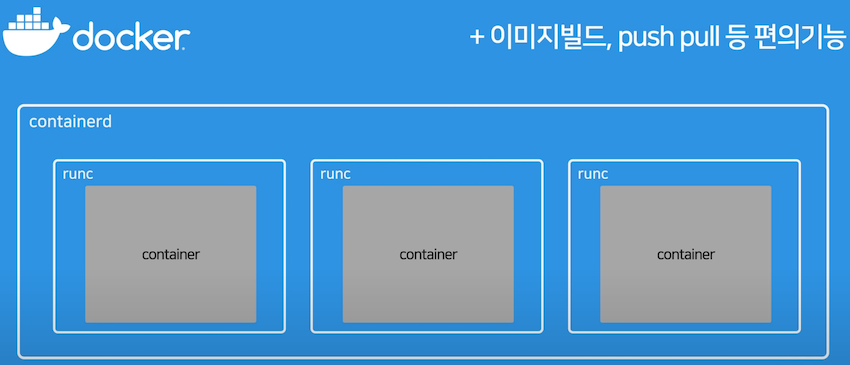 docker
+ 이미지빌드, push pull 등 편의기능
containerd
runc
runc
runc
container
container
container